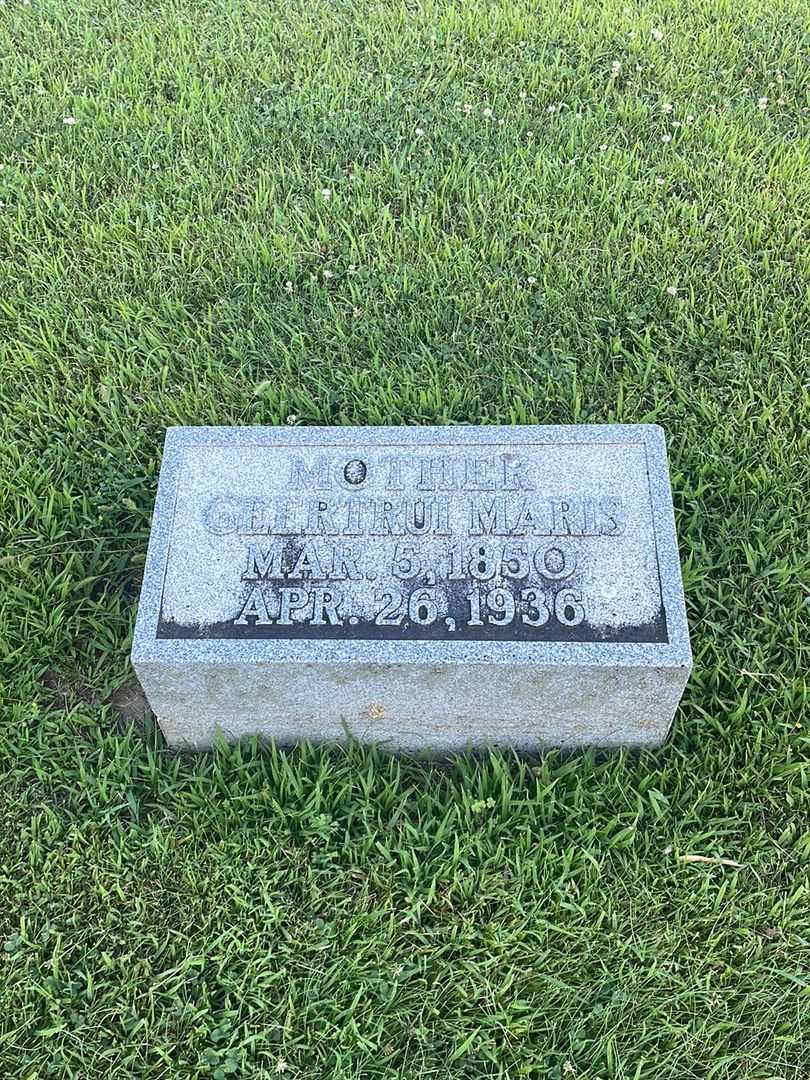 MOTHER
GEERTRUI MARIS
MAR. 5, 1850
APR. 26, 1936